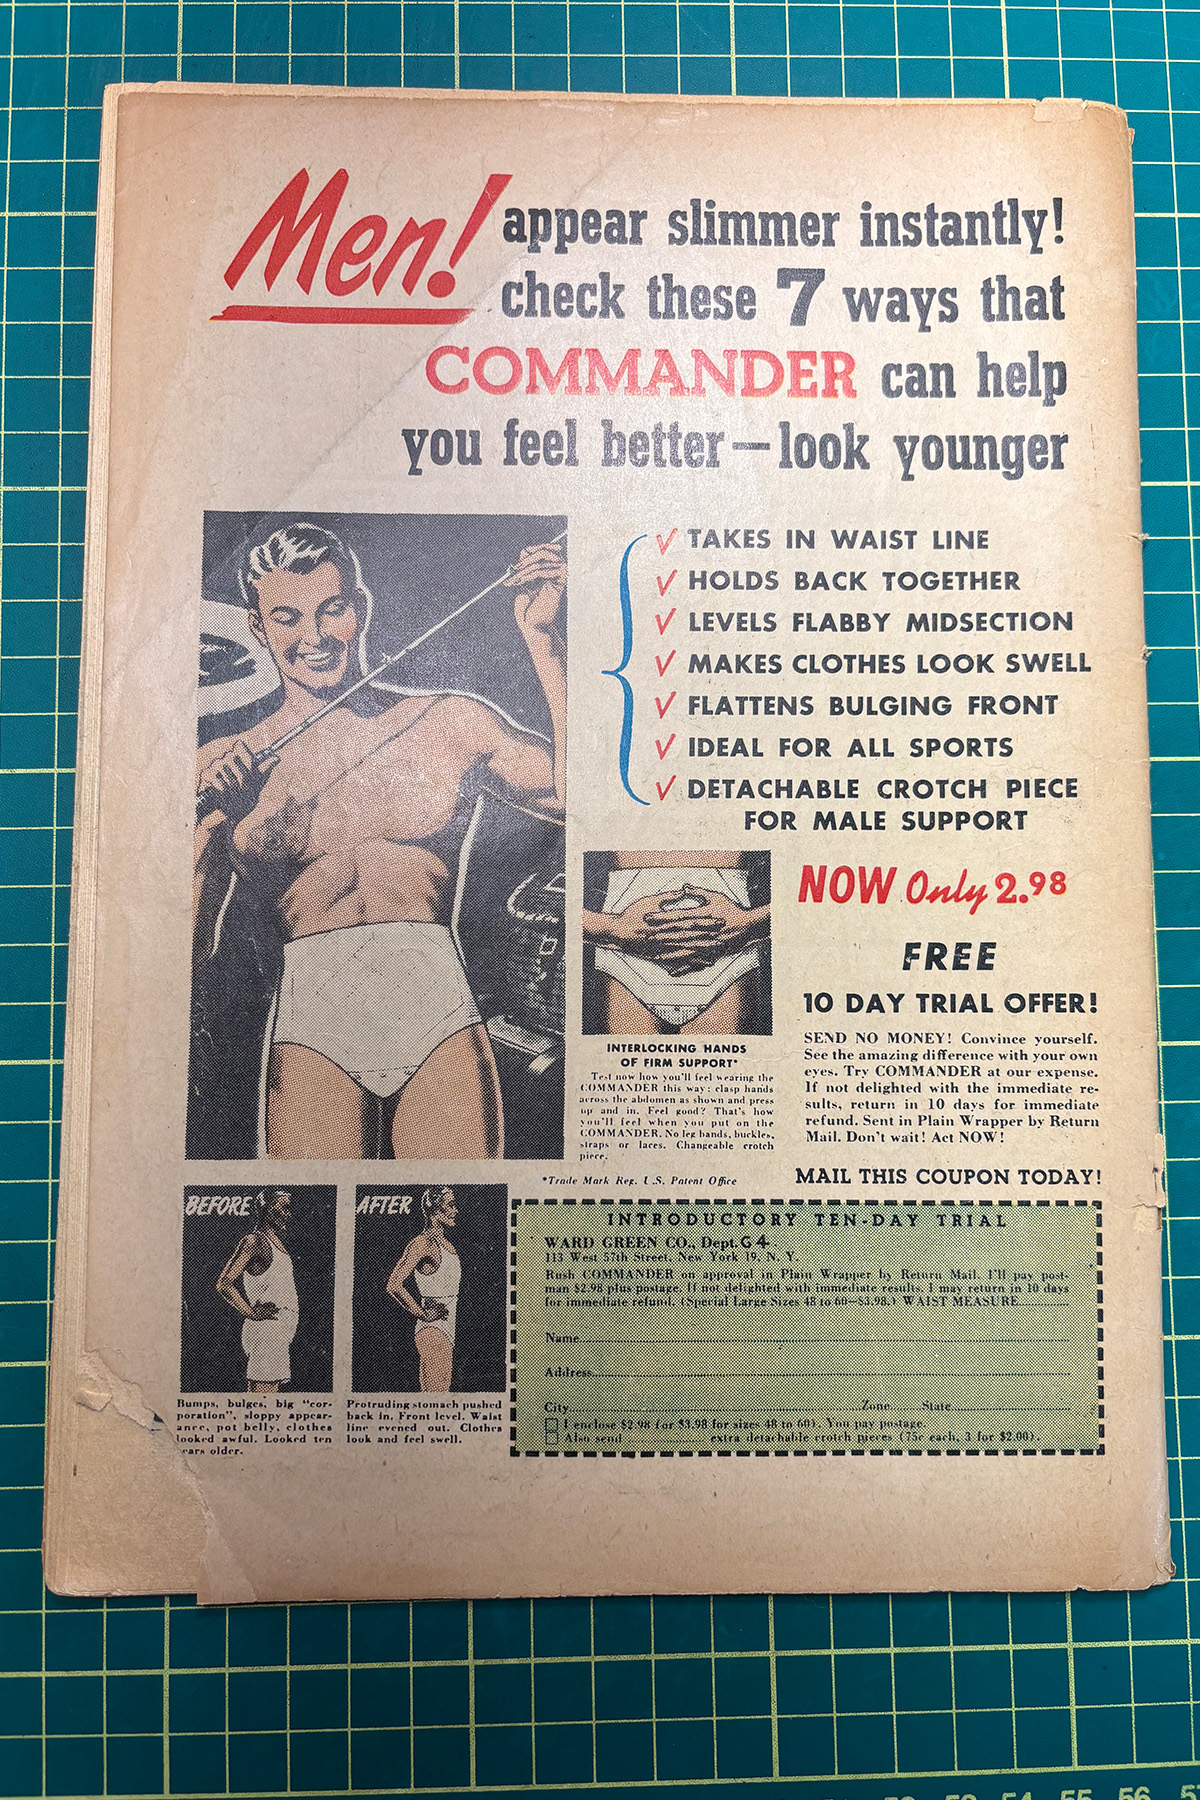 Men! appear slimmer instantly!
check these 7 ways that
COMMANDER can help
you feel better—look younger
✓ TAKES IN WAIST LINE
✓ HOLDS BACK TOGETHER
✓ LEVELS FLABBY MIDSECTION
✓ MAKES CLOTHES LOOK SWELL
✓ FLATTENS BULGING FRONT
✓ IDEAL FOR ALL SPORTS
✓ DETACHABLE CROTCH PIECE
FOR MALE SUPPORT
INTERLOCKING HANDS
OF FIRM SUPPORT*
Test now how you'll feel wearing the
COMMANDER this way: clasp hands
across the abdomen as shown and press
up and in. Feel good? That's how
you'll feel when you put on the
COMMANDER. No leg bands, buckles,
straps or laces. Changeable crotch
piece.
*Trade Mark Reg. U.S. Patent Office
NOW Only 2.98
FREE
10 DAY TRIAL OFFER!
SEND NO MONEY! Convince yourself.
See the amazing difference with your own
eyes. Try COMMANDER at our expense.
If not delighted with the immediate re-
sults, return in 10 days for immediate
refund. Sent in Plain Wrapper by Return
Mail. Don't wait! Act NOW!
MAIL THIS COUPON TODAY!
BEFORE
Bumps, bulges, big "cor-
poration", sloppy appear-
ance, pot belly, clothes
looked awful. Looked ten
ears older.
AFTER
Protruding stomach pushed
back in. Front level. Waist
line evened out. Clothes
look and feel swell.
INTRODUCTORY TEN-DAY TRIAL
WARD GREEN CO., Dept. G4
113 West 57th Street, New York 19, N. Y.
Rush COMMANDER on approval in Plain Wrapper by Return Mail. I'll pay post-
man $2.98 plus postage. If not delighted with immediate results, I may return in 10 days
for immediate refund. (Special Large Sizes 48 to 60—$3.98.) WAIST MEASURE
Name
Address
City Zone State
I enclose $2.98 (or $3.98 for sizes 48 to 60). You pay postage.
Also send extra detachable crotch pieces (75c each, 3 for $2.00).
54 55 56